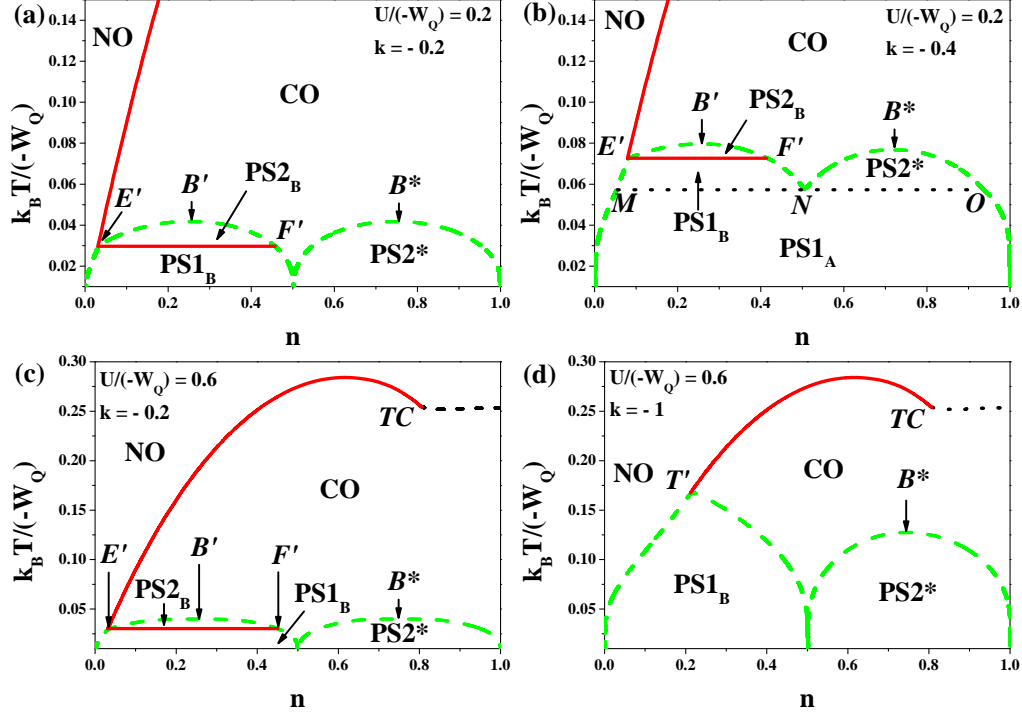 (a)
NO
U/(-W_Q) = 0.2
k = - 0.2
CO
B'
PS2_B
B*
E'
F'
PS1_B
PS2*
k_BT/(-W_Q)
0.14
0.12
0.10
0.08
0.06
0.04
0.02
0.0 0.2 0.4 0.6 0.8 1.0
n
(b)
NO
U/(-W_Q) = 0.2
k = - 0.4
CO
B'
PS2_B
B*
E'
F'
PS2*
M
N
O
PS1_B
PS1_A
k_BT/(-W_Q)
0.14
0.12
0.10
0.08
0.06
0.04
0.02
0.0 0.2 0.4 0.6 0.8 1.0
n
(c)
U/(-W_Q) = 0.6
k = - 0.2
TC
NO
CO
E'
B'
F'
B*
PS2_B
PS1_B
PS2*
k_BT/(-W_Q)
0.30
0.25
0.20
0.15
0.10
0.05
0.0 0.2 0.4 0.6 0.8 1.0
n
(d)
U/(-W_Q) = 0.6
k = - 1
TC
NO
T'
CO
B*
PS1_B
PS2*
k_BT/(-W_Q)
0.30
0.25
0.20
0.15
0.10
0.05
0.0 0.2 0.4 0.6 0.8 1.0
n